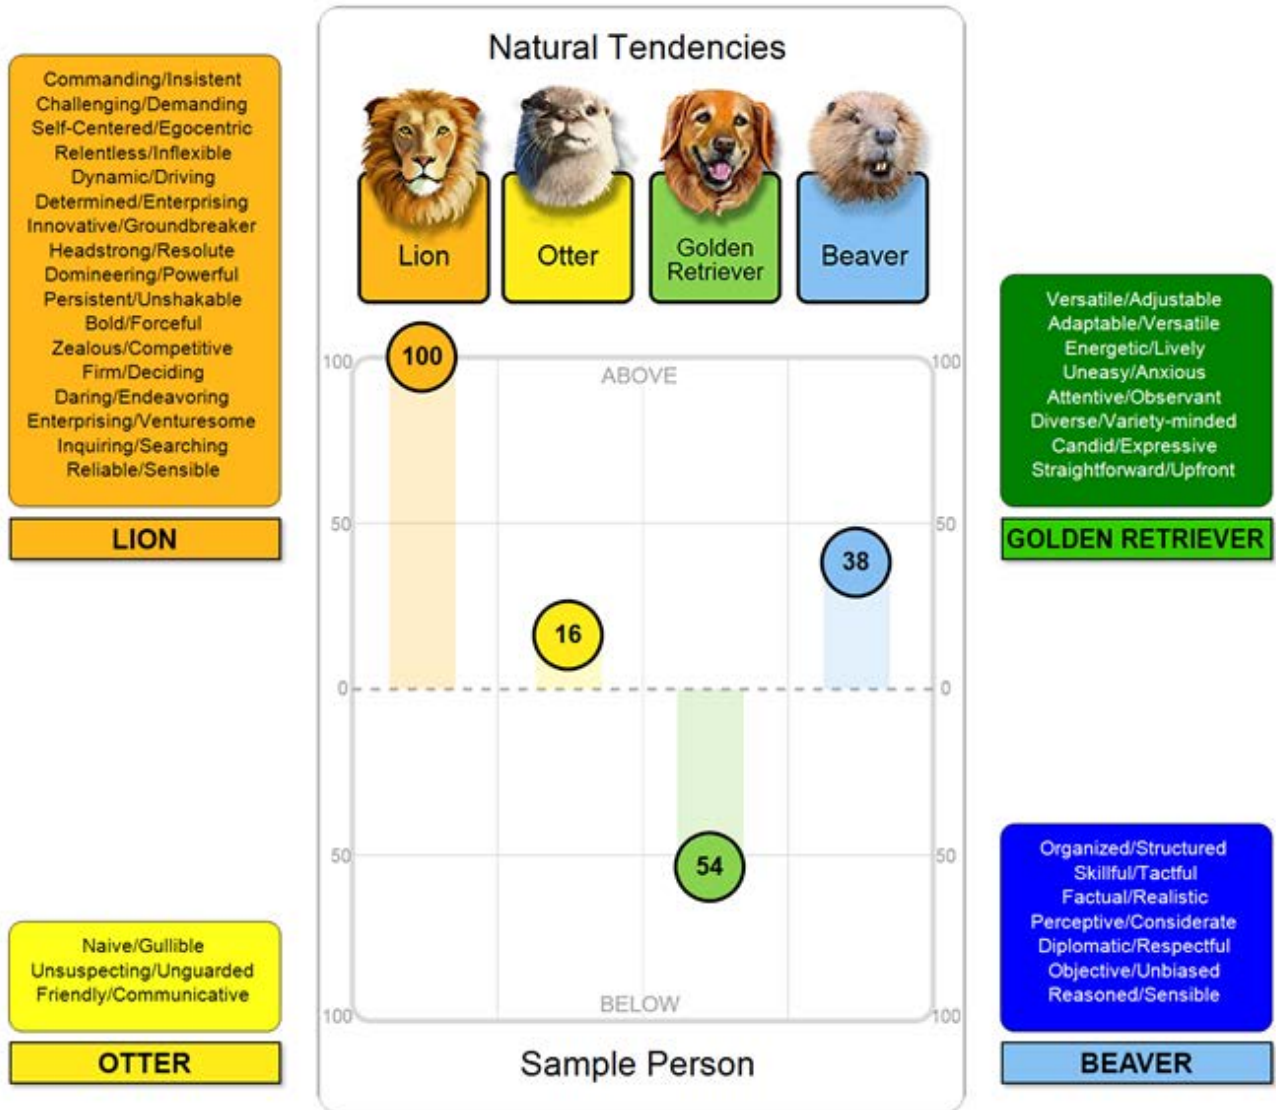 Commanding/Insistent
Challenging/Demanding
Self-Centered/Egocentric
Relentless/Inflexible
Dynamic/Driving
Determined/Enterprising
Innovative/Groundbreaker
Headstrong/Resolute
Domineering/Powerful
Persistent/Unshakable
Bold/Forceful
Zealous/Competitive
Firm/Deciding
Daring/Endeavoring
Enterprising/Venturesome
Inquiring/Searching
Reliable/Sensible
LION
Naive/Gullible
Unsuspecting/Unguarded
Friendly/Communicative
OTTER
Natural Tendencies
Lion
Otter
Golden
Retriever
Beaver
100
100
ABOVE
100
50
50
38
16
0
0
50
54
50
BELOW
100
100
Sample Person
Versatile/Adjustable
Adaptable/Versatile
Energetic/Lively
Uneasy/Anxious
Attentive/Observant
Diverse/Variety-minded
Candid/Expressive
Straightforward/Upfront
GOLDEN RETRIEVER
Organized/Structured
Skillful/Tactful
Factual/Realistic
Perceptive/Considerate
Diplomatic/Respectful
Objective/Unbiased
Reasoned/Sensible
BEAVER